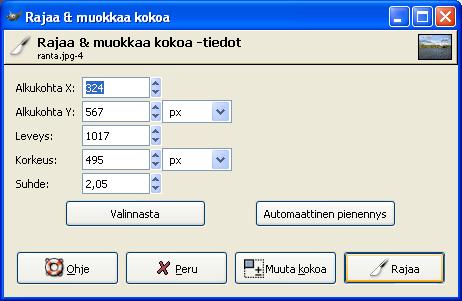 Rajaa & muokkaa kokoa
Rajaa & muokkaa kokoa -tiedot
ranta.jpg-4
Alkukohta X: 324
Alkukohta Y: 567 px
Leveys: 1017
Korkeus: 495 px
Suhde: 2,05
Valinnasta Automaattinen pienennys
Ohje Peru Muuta kokoa Rajaa